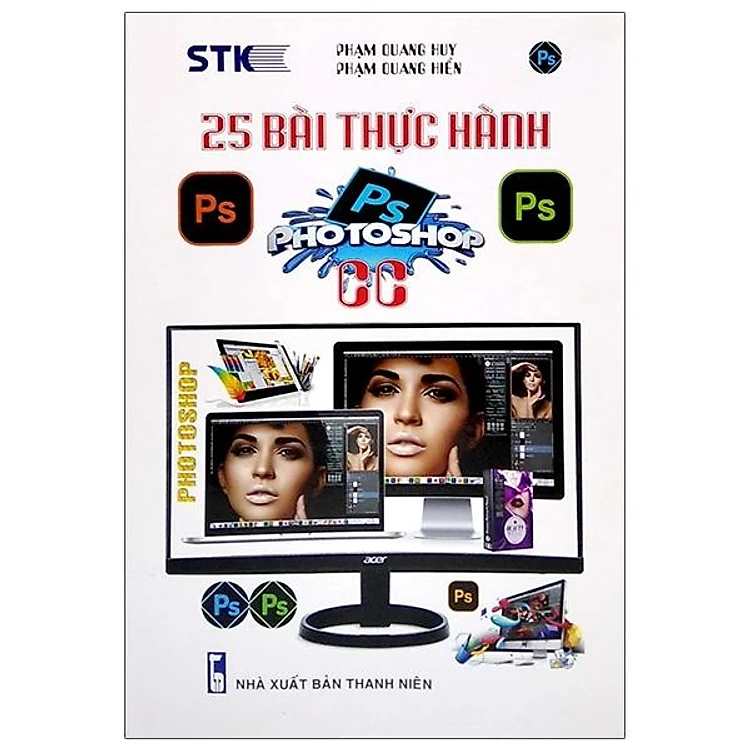 STK
PHẠM QUANG HUY
PHẠM QUANG HIỂN
Ps
25 BÀI THỰC HÀNH
Ps
Ps
Ps
PHOTOSHOP
CC
PHOTOSHOP
acer
Ps
Ps
Ps
NHÀ XUẤT BẢN THANH NIÊN